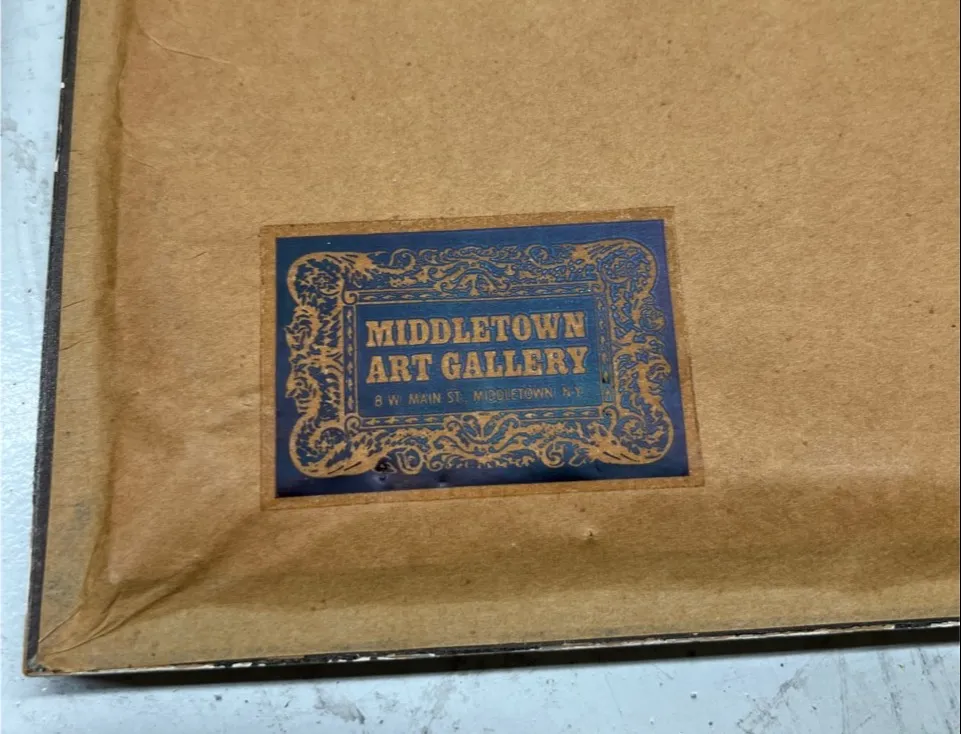 MIDDLETOWN
ART GALLERY
8 W. MAIN ST., MIDDLETOWN, N.Y.